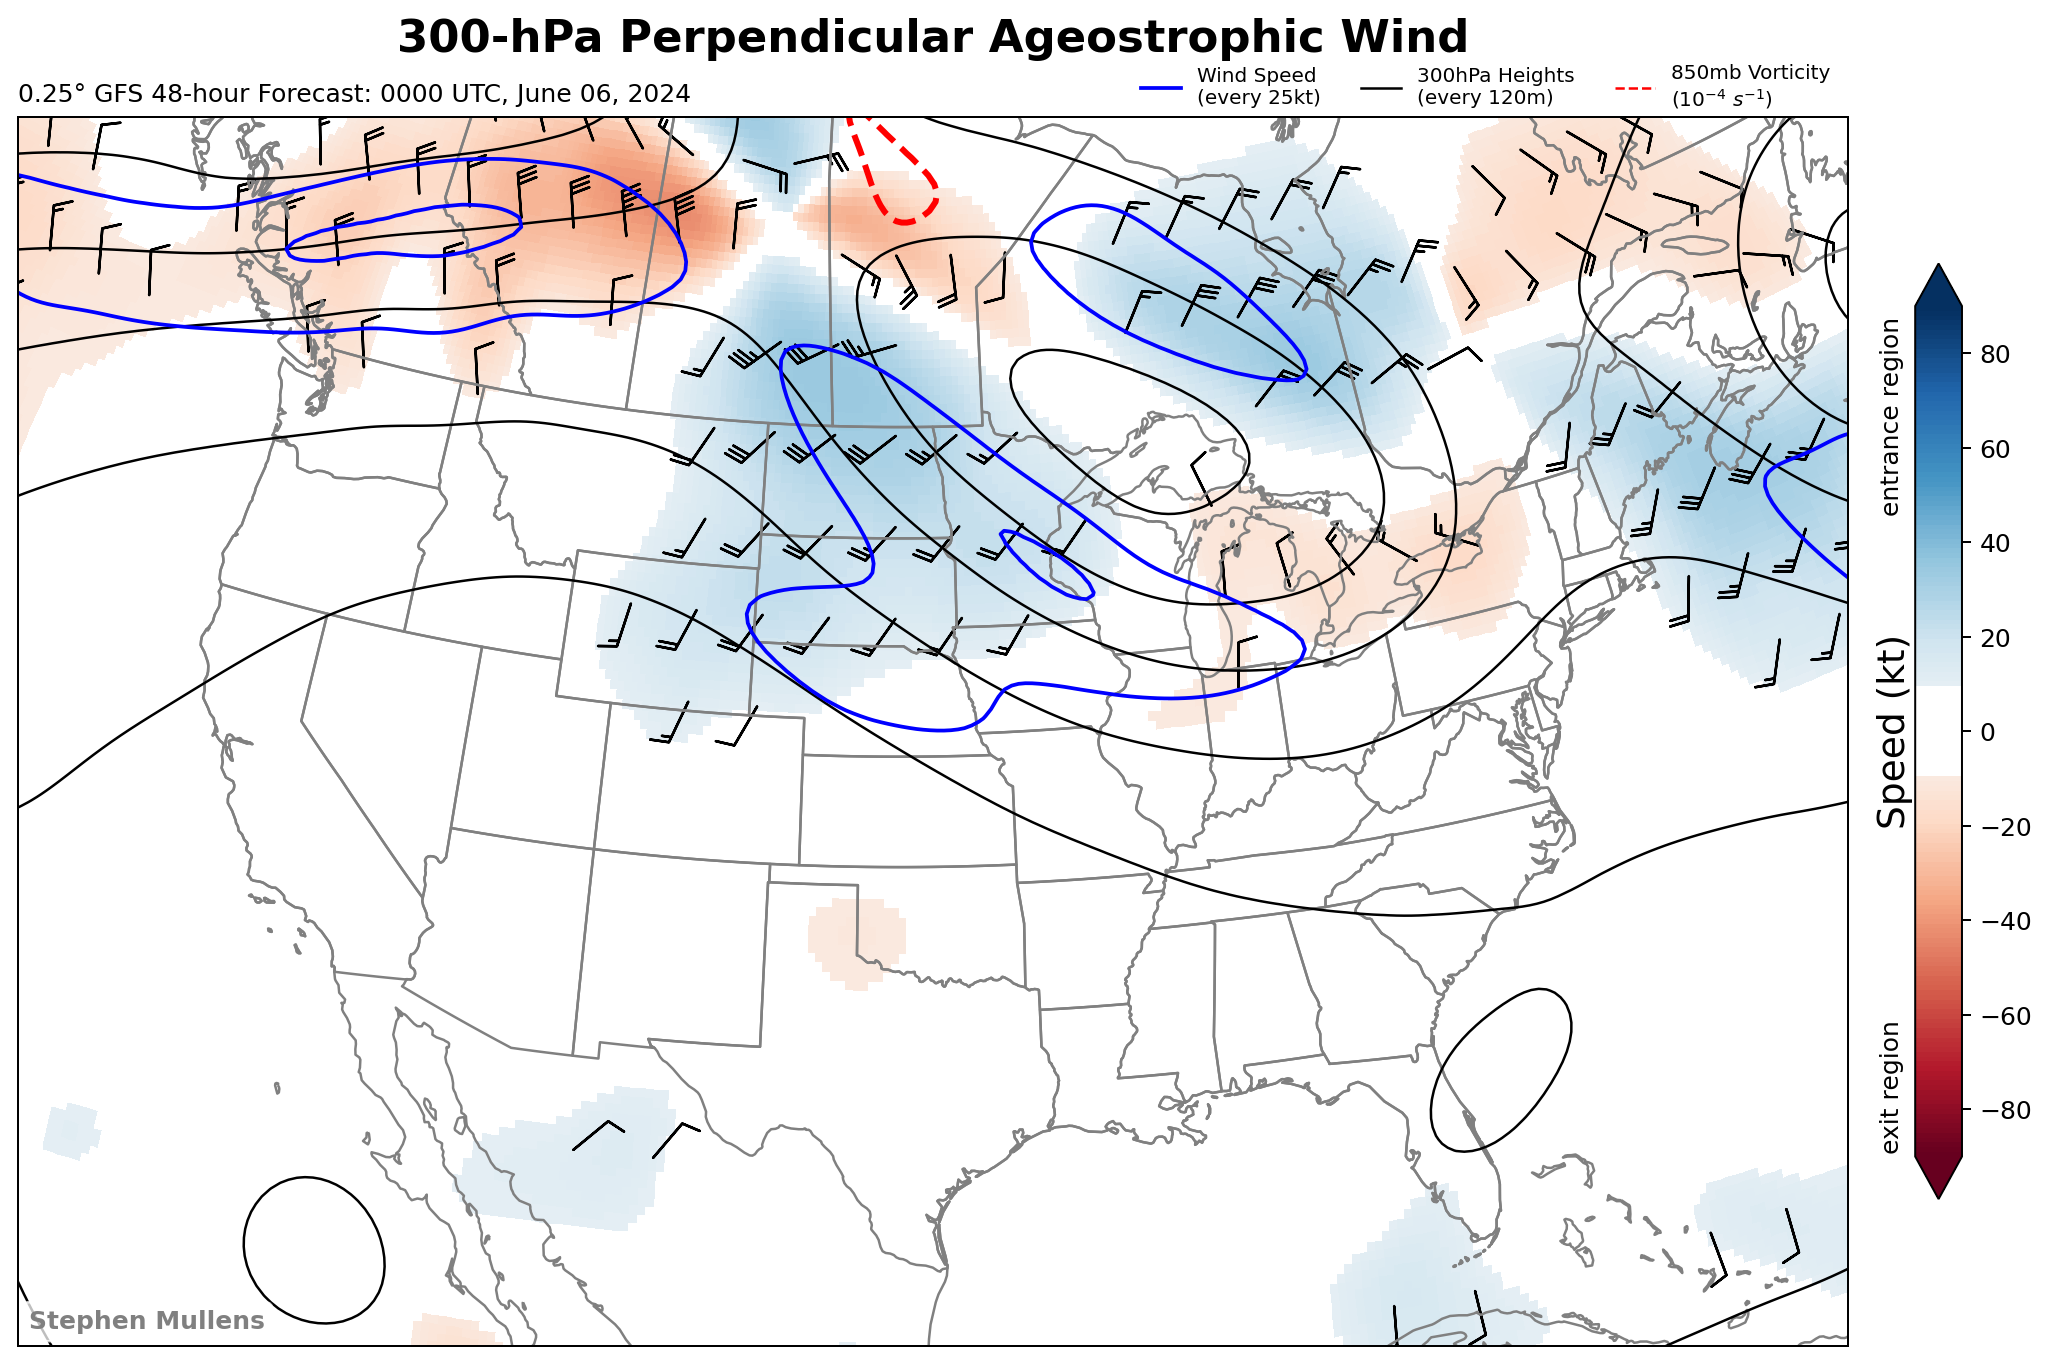 300-hPa Perpendicular Ageostrophic Wind
0.25° GFS 48-hour Forecast: 0000 UTC, June 06, 2024
Wind Speed
(every 25kt)
300hPa Heights
(every 120m)
850mb Vorticity
(10⁻⁴ s⁻¹)
entrance region
Speed (kt)
exit region
80
60
40
20
0
−20
−40
−60
−80
Stephen Mullens